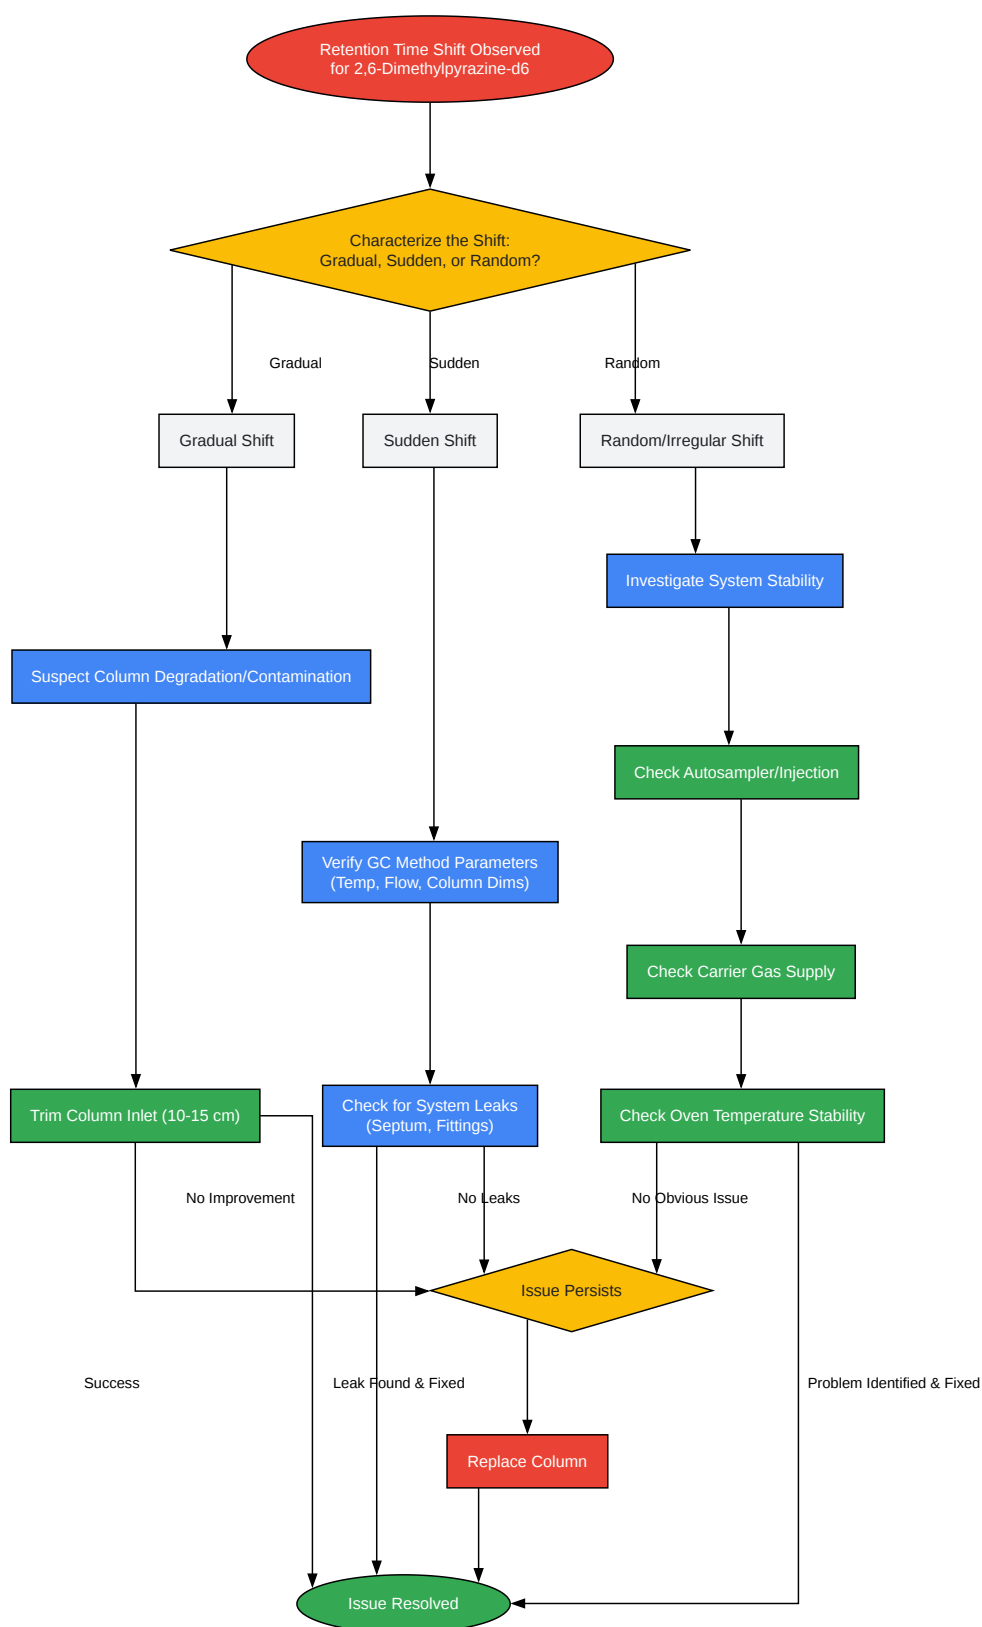 Retention Time Shift Observed
for 2,6-Dimethylpyrazine-d6
Characterize the Shift:
Gradual, Sudden, or Random?
Gradual
Sudden
Random
Gradual Shift
Sudden Shift
Random/Irregular Shift
Investigate System Stability
Suspect Column Degradation/Contamination
Check Autosampler/Injection
Verify GC Method Parameters
(Temp, Flow, Column Dims)
Check Carrier Gas Supply
Trim Column Inlet (10-15 cm)
Check for System Leaks
(Septum, Fittings)
Check Oven Temperature Stability
No Improvement
No Leaks
No Obvious Issue
Issue Persists
Success
Leak Found & Fixed
Problem Identified & Fixed
Replace Column
Issue Resolved